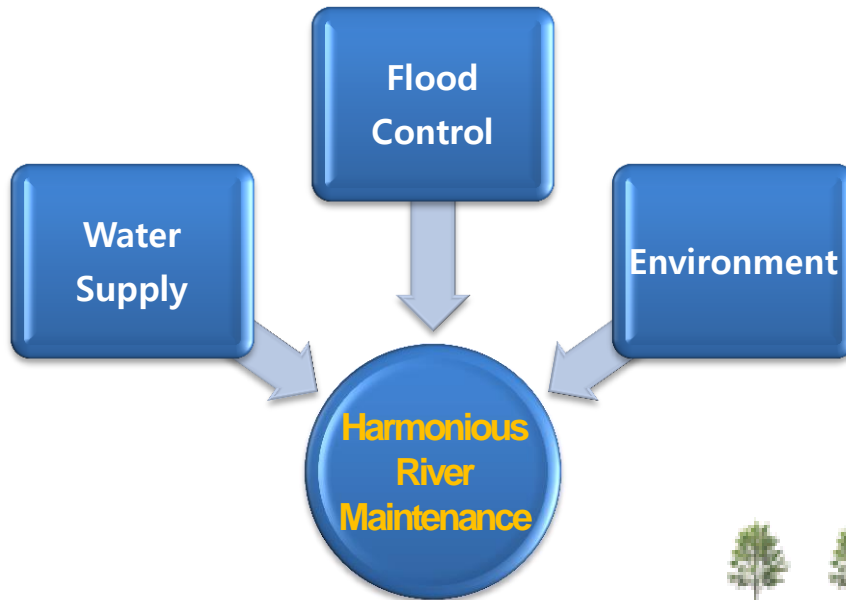 Flood
Control
Water
Supply
Environment
Harmonious
River
Maintenance